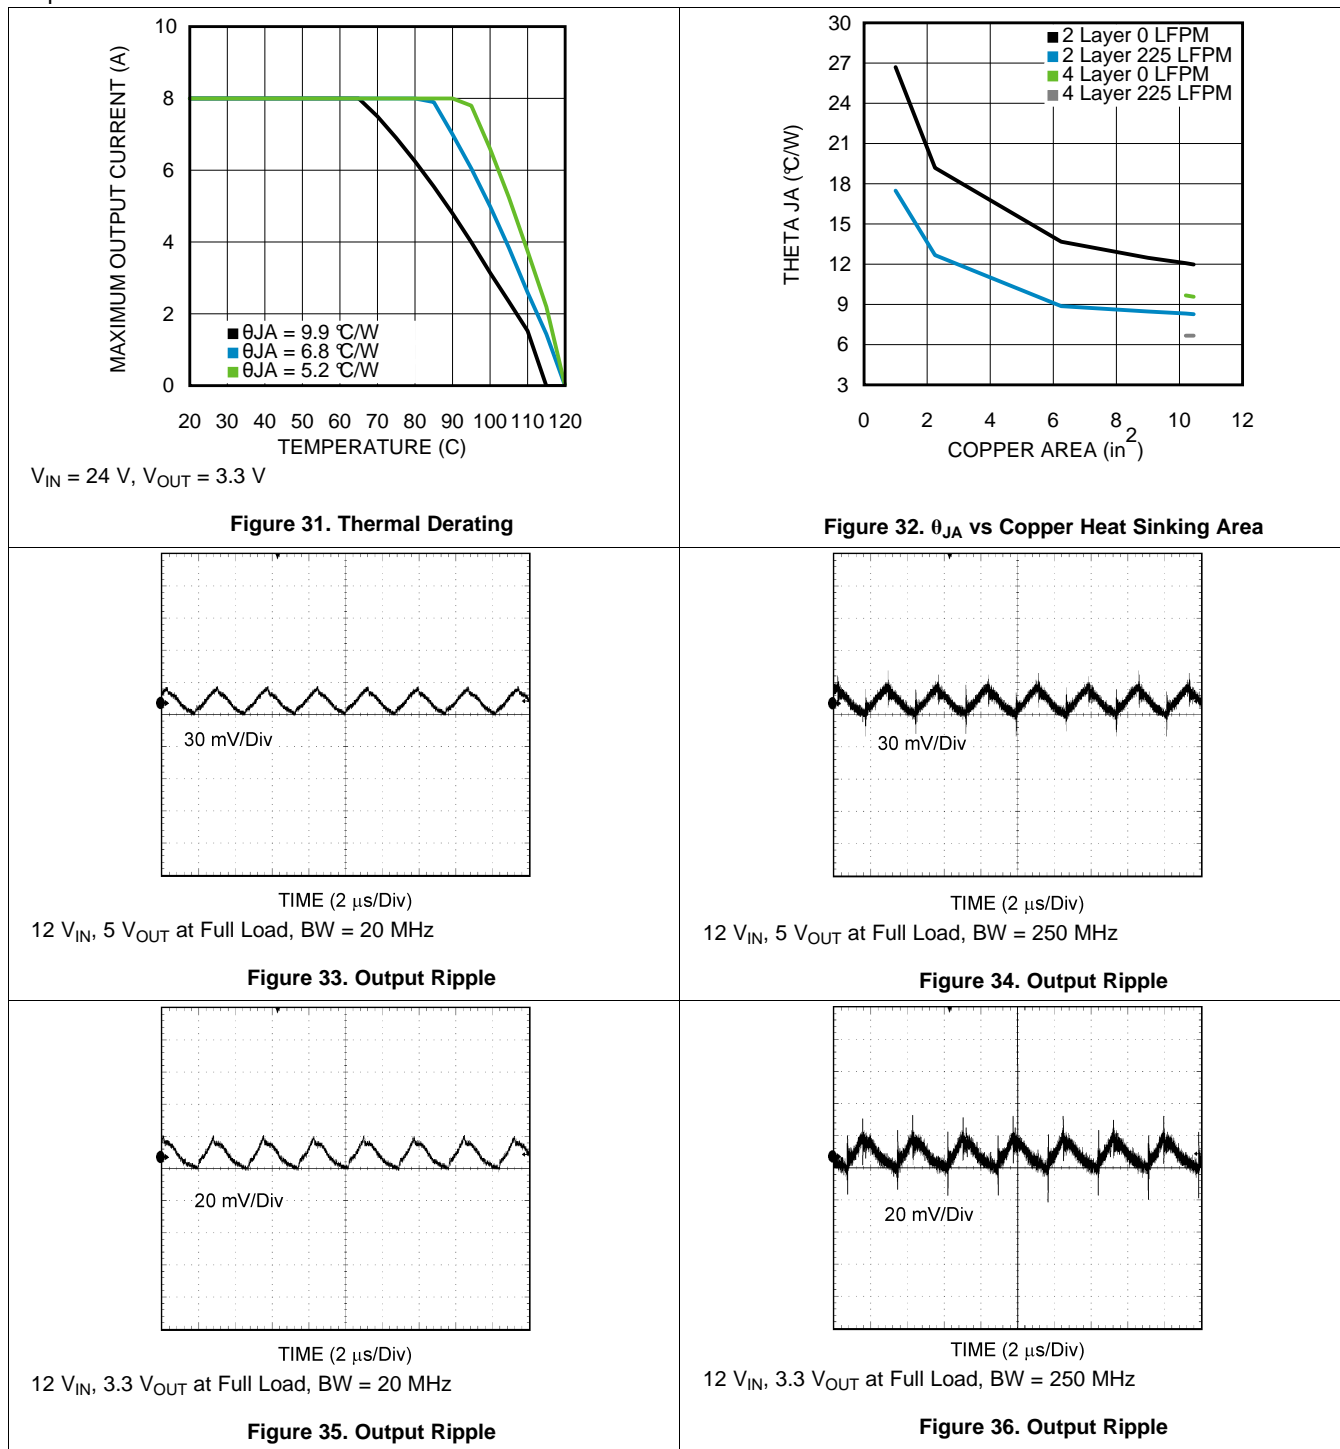 10
8
6
4
2
0
MAXIMUM OUTPUT CURRENT (A)
θJA = 9.9 °C/W
θJA = 6.8 °C/W
θJA = 5.2 °C/W
20 30 40 50 60 70 80 90 100 110 120
TEMPERATURE (C)
VIN = 24 V, VOUT = 3.3 V
Figure 31. Thermal Derating
30
27
24
21
18
15
12
9
6
3
THETA JA (°C/W)
2 Layer 0 LFPM
2 Layer 225 LFPM
4 Layer 0 LFPM
4 Layer 225 LFPM
0 2 4 6 8 10 12
COPPER AREA (in2)
Figure 32. θJA vs Copper Heat Sinking Area
30 mV/Div
TIME (2 μs/Div)
12 VIN, 5 VOUT at Full Load, BW = 20 MHz
Figure 33. Output Ripple
30 mV/Div
TIME (2 μs/Div)
12 VIN, 5 VOUT at Full Load, BW = 250 MHz
Figure 34. Output Ripple
20 mV/Div
TIME (2 μs/Div)
12 VIN, 3.3 VOUT at Full Load, BW = 20 MHz
Figure 35. Output Ripple
20 mV/Div
TIME (2 μs/Div)
12 VIN, 3.3 VOUT at Full Load, BW = 250 MHz
Figure 36. Output Ripple